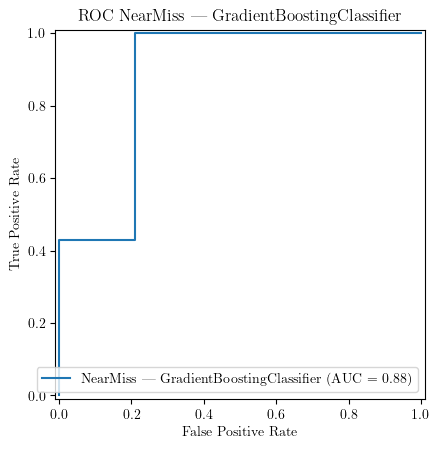 ROC NearMiss — GradientBoostingClassifier
1.0
0.8
0.6
0.4
0.2
0.0
True Positive Rate
NearMiss — GradientBoostingClassifier (AUC = 0.88)
0.0 0.2 0.4 0.6 0.8 1.0
False Positive Rate